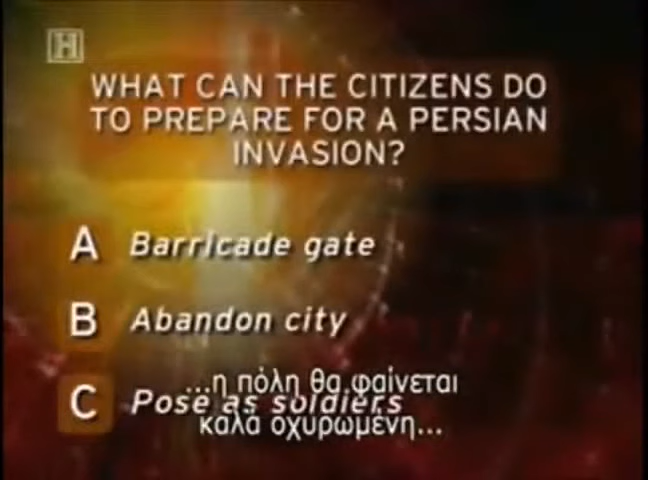 H
WHAT CAN THE CITIZENS DO
TO PREPARE FOR A PERSIAN
INVASION?
A Barricade gate
B Abandon city
C Pose as soldiers
...η πόλη θα φαίνεται
καλά οχυρωμένη...